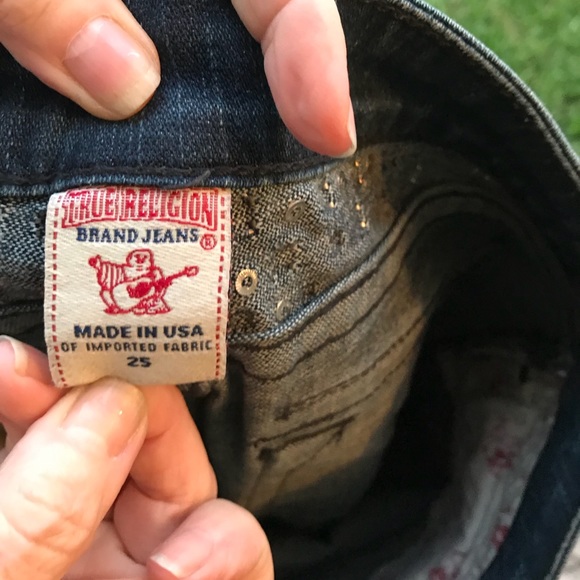 TRUE RELIGION
BRAND JEANS®
MADE IN USA
OF IMPORTED FABRIC
25